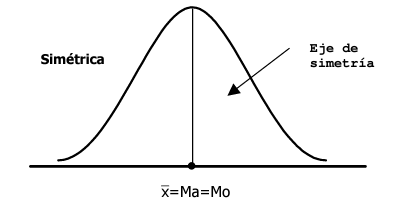 Simétrica
Eje de
simetría
x̅=Ma=Mo